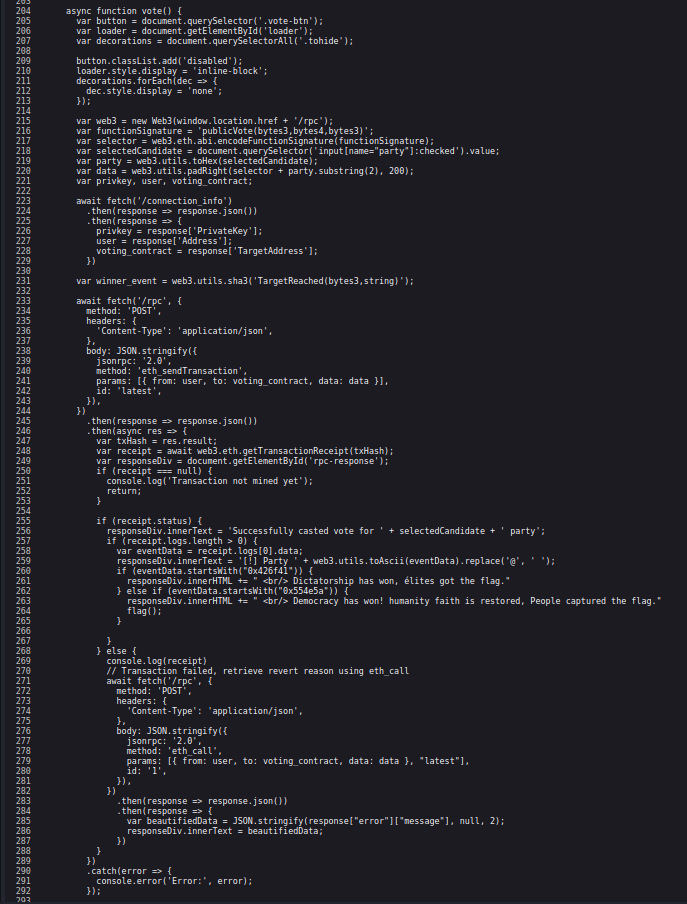 203
204 async function vote() {
205 var button = document.querySelector('.vote-btn');
206 var loader = document.getElementById('loader');
207 var decorations = document.querySelectorAll('.tohide');
208
209 button.classList.add('disabled');
210 loader.style.display = 'inline-block';
211 decorations.forEach(dec => {
212 dec.style.display = 'none';
213 });
214
215 var web3 = new Web3(window.location.href + '/rpc');
216 var functionSignature = 'publicVote(bytes3,bytes4,bytes3)';
217 var selector = web3.eth.abi.encodeFunctionSignature(functionSignature);
218 var selectedCandidate = document.querySelector('input[name="party"]:checked').value;
219 var party = web3.utils.toHex(selectedCandidate);
220 var data = web3.utils.padRight(selector + party.substring(2), 200);
221 var privkey, user, voting_contract;
222
223 await fetch('/connection_info')
224 .then(response => response.json())
225 .then(response => {
226 privkey = response['PrivateKey'];
227 user = response['Address'];
228 voting_contract = response['TargetAddress'];
229 })
230
231 var winner_event = web3.utils.sha3('TargetReached(bytes3,string)');
232
233 await fetch('/rpc', {
234 method: 'POST',
235 headers: {
236 'Content-Type': 'application/json',
237 },
238 body: JSON.stringify({
239 jsonrpc: '2.0',
240 method: 'eth_sendTransaction',
241 params: [{ from: user, to: voting_contract, data: data }],
242 id: 'latest',
243 }),
244 })
245 .then(response => response.json())
246 .then(async res => {
247 var txHash = res.result;
248 var receipt = await web3.eth.getTransactionReceipt(txHash);
249 var responseDiv = document.getElementById('rpc-response');
250 if (receipt === null) {
251 console.log('Transaction not mined yet');
252 return;
253 }
254
255 if (receipt.status) {
256 responseDiv.innerText = 'Successfully casted vote for ' + selectedCandidate + ' party';
257 if (receipt.logs.length > 0) {
258 var eventData = receipt.logs[0].data;
259 responseDiv.innerText = '[!] Party ' + web3.utils.toAscii(eventData).replace('@', ' ');
260 if (eventData.startsWith("0x426f41")) {
261 responseDiv.innerHTML += " <br/> Dictatorship has won, élites got the flag."
262 } else if (eventData.startsWith("0x554e5a")) {
263 responseDiv.innerHTML += " <br/> Democracy has won! humanity faith is restored, People captured the flag."
264 flag();
265 }
266
267 }
268 } else {
269 console.log(receipt)
270 // Transaction failed, retrieve revert reason using eth_call
271 await fetch('/rpc', {
272 method: 'POST',
273 headers: {
274 'Content-Type': 'application/json',
275 },
276 body: JSON.stringify({
277 jsonrpc: '2.0',
278 method: 'eth_call',
279 params: [{ from: user, to: voting_contract, data: data }, "latest"],
280 id: '1',
281 }),
282 })
283 .then(response => response.json())
284 .then(response => {
285 var beautifiedData = JSON.stringify(response["error"]["message"], null, 2);
286 responseDiv.innerText = beautifiedData;
287 })
288 }
289 })
290 .catch(error => {
291 console.error('Error:', error);
292 });
293